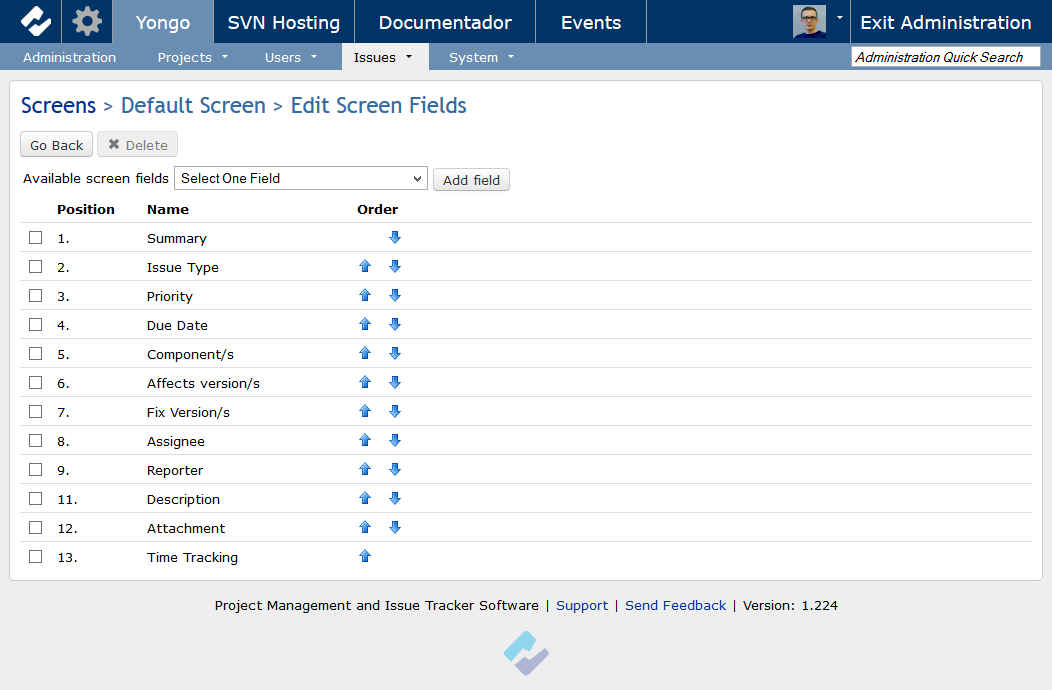 Yongo SVN Hosting Documentador Events Exit Administration
Administration Projects Users Issues System Administration Quick Search
Screens > Default Screen > Edit Screen Fields
Go Back ✖ Delete
Available screen fields Select One Field Add field
Position Name Order
1. Summary
2. Issue Type
3. Priority
4. Due Date
5. Component/s
6. Affects version/s
7. Fix Version/s
8. Assignee
9. Reporter
11. Description
12. Attachment
13. Time Tracking
Project Management and Issue Tracker Software | Support | Send Feedback | Version: 1.224